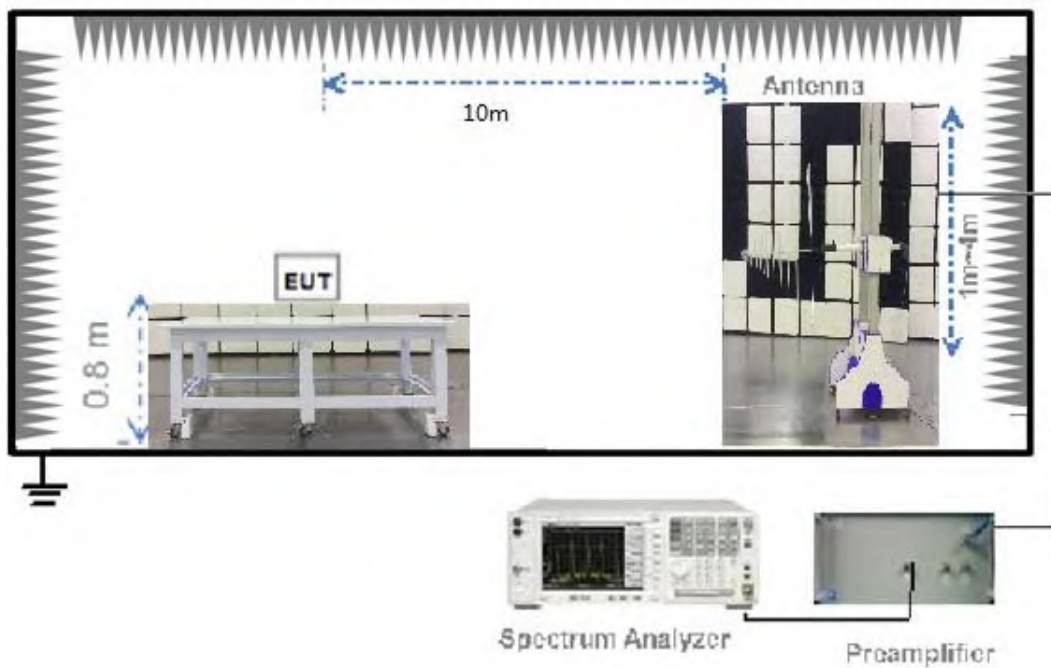 Antenna
10m
1m~4m
EUT
0.8 m
Spectrum Analyzer
Preamplifier